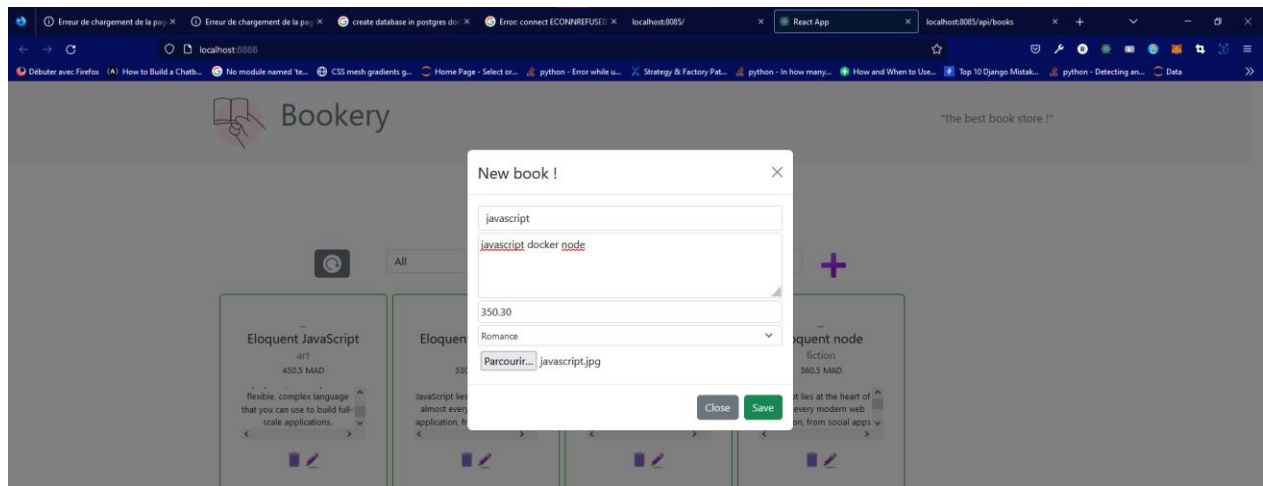 Erreur de chargement de la pag
Erreur de chargement de la pag
create database in postgres doc
Error: connect ECONNREFUSED
localhost:8085/
React App
localhost:8085/api/books
localhost:8888
Débuter avec Firefox
How to Build a Chatb...
No module named 'te...
CSS mesh gradients g...
Home Page - Select or...
python - Error while u...
Strategy & Factory Pat...
python - In how many...
How and When to Use...
Top 10 Django Mistak...
python - Detecting an...
Data
Bookery
"the best book store !"
New book !
javascript
javascript docker node
350.30
Romance
Parcourir... javascript.jpg
Close Save
All
...
Eloquent JavaScript
art
450.5 MAD
flexible, complex language
that you can use to build full-
scale applications.
Eloquen
530
JavaScript lies
almost every
application, fr
...
oquent node
fiction
360.5 MAD
pt lies at the heart of
every modern web
on, from social apps